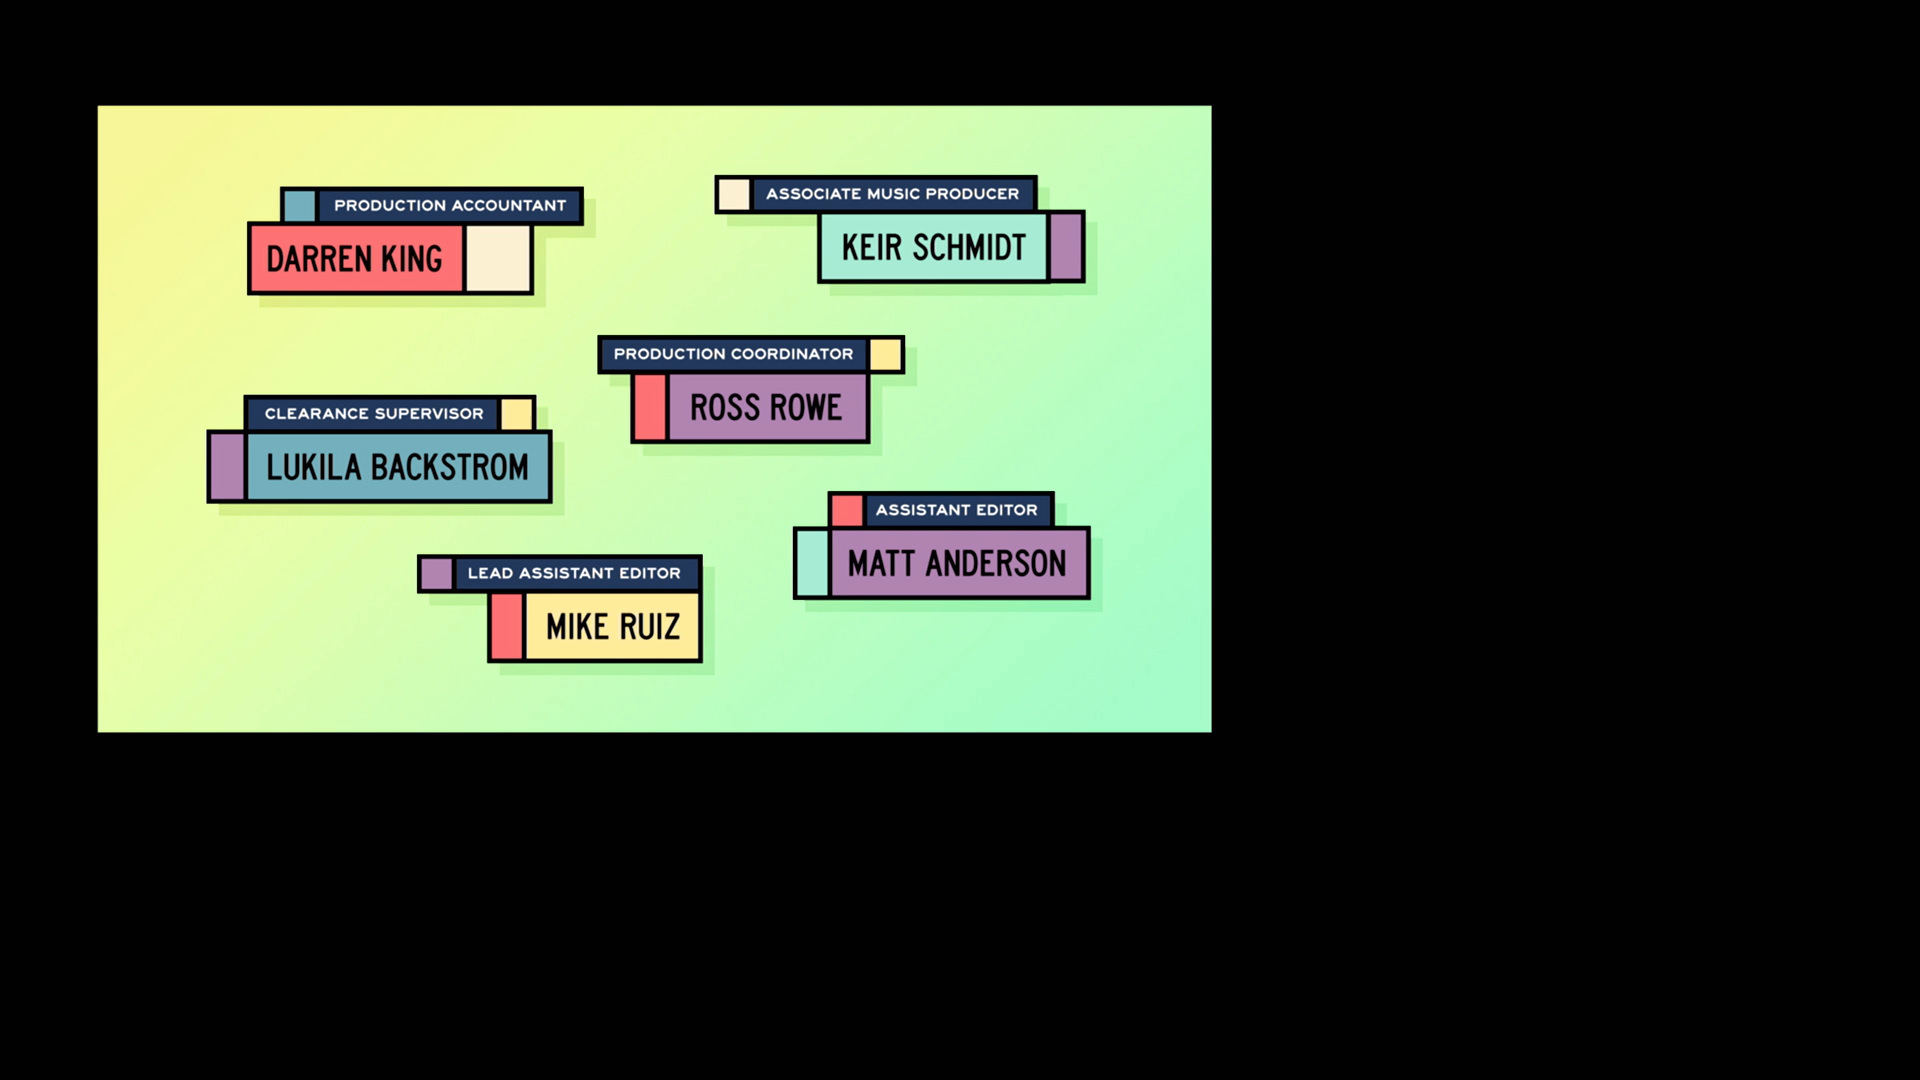 PRODUCTION ACCOUNTANT
DARREN KING
ASSOCIATE MUSIC PRODUCER
KEIR SCHMIDT
PRODUCTION COORDINATOR
ROSS ROWE
CLEARANCE SUPERVISOR
LUKILA BACKSTROM
ASSISTANT EDITOR
MATT ANDERSON
LEAD ASSISTANT EDITOR
MIKE RUIZ